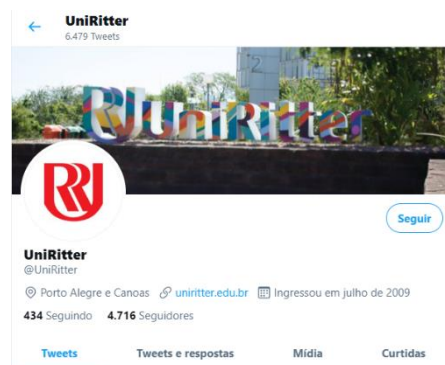 UniRitter
6.479 Tweets
UniRitter
UniRitter
@UniRitter
Porto Alegre e Canoas uniritter.edu.br Ingressou em julho de 2009
434 Seguindo 4.716 Seguidores
Seguir
Tweets Tweets e respostas Mídia Curtidas